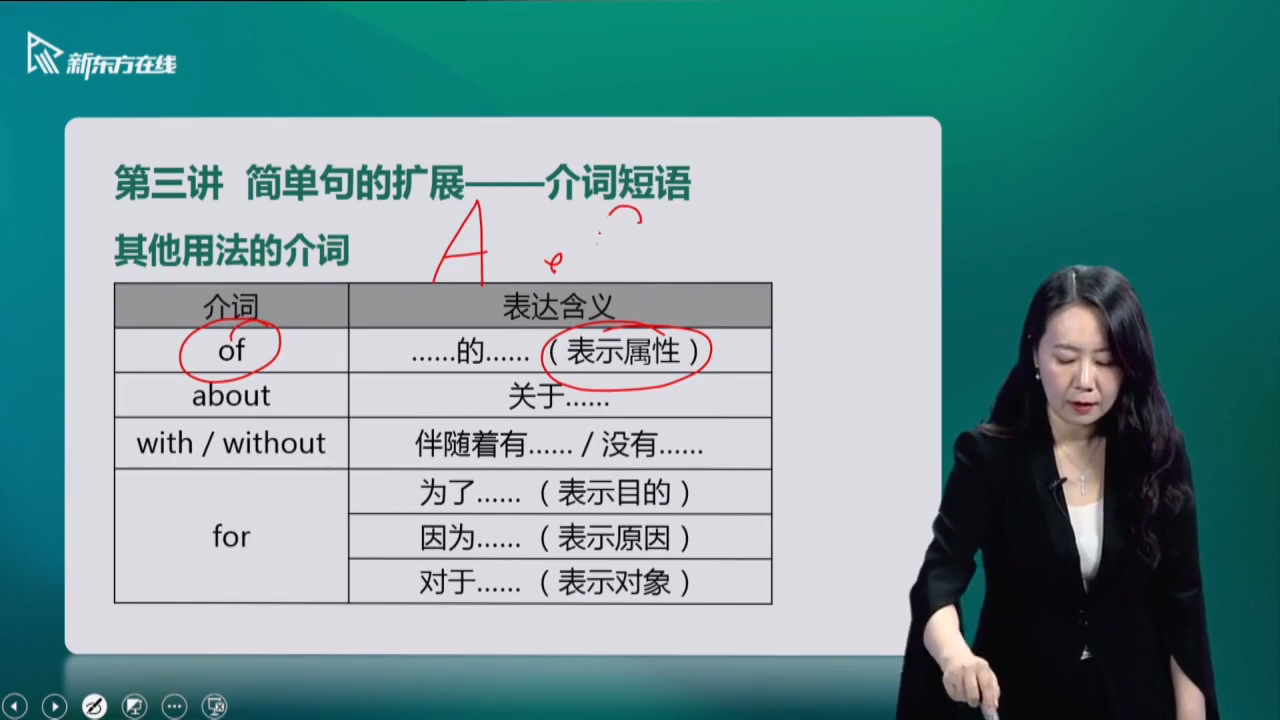 新东方在线
第三讲 简单句的扩展——介词短语
其他用法的介词
A
介词 表达含义
of ......的......（表示属性）
about 关于......
with / without 伴随着有...... / 没有......
for 为了......（表示目的）
因为......（表示原因）
对于......（表示对象）